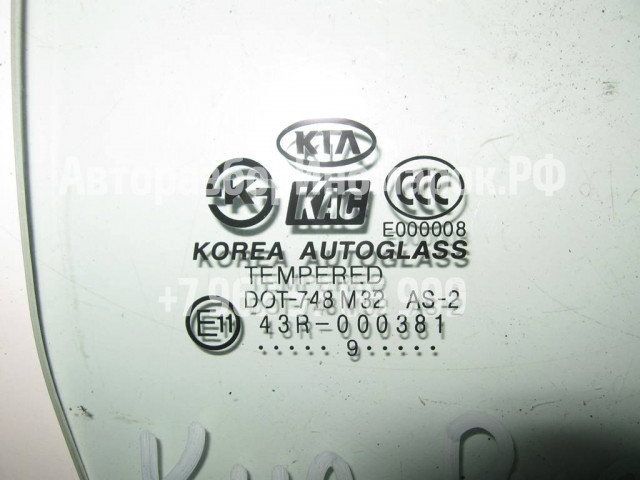 KIA
K
KAC
CCC
E000008
KOREA AUTOGLASS
TEMPERED
DOT-748 M32 AS-2
E11 43R-000381
..... 9 .....